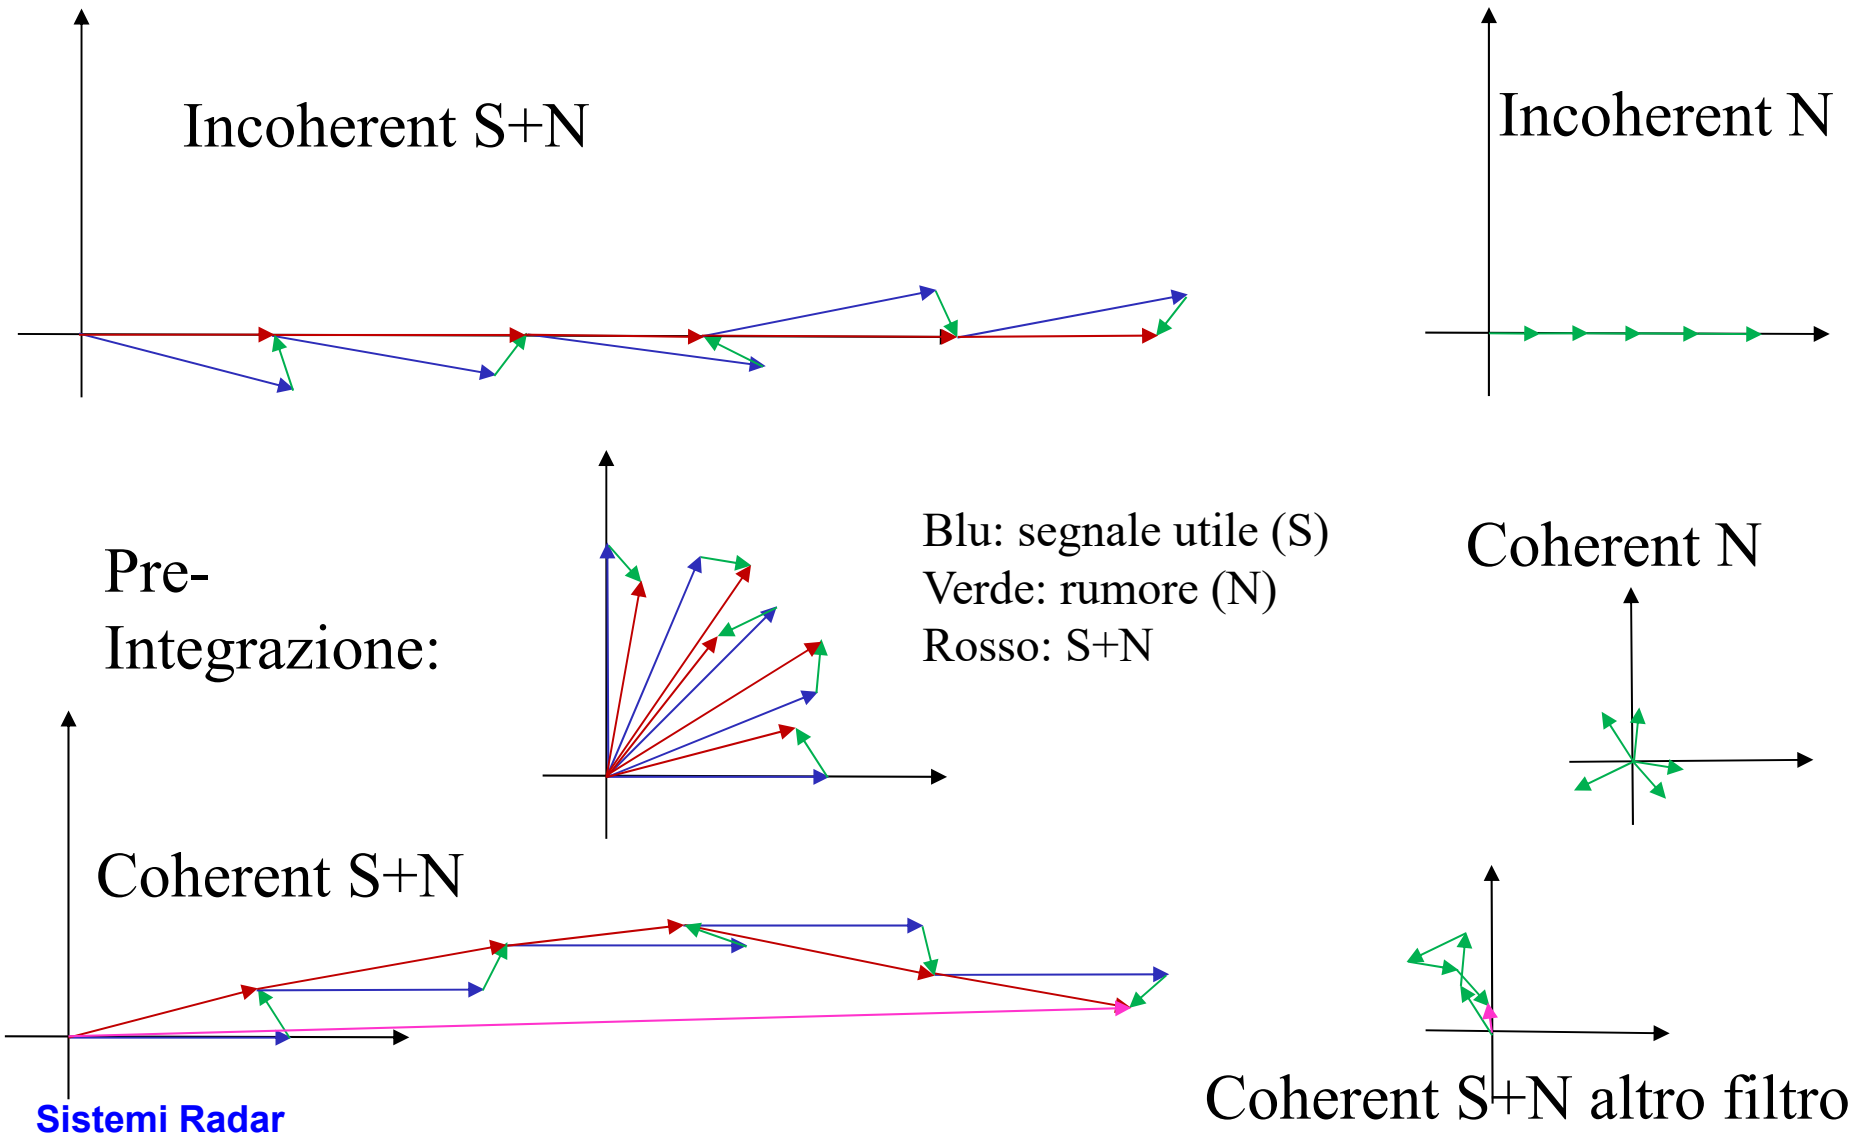 Incoherent S+N
Incoherent N
Pre-
Integrazione:
Blu: segnale utile (S)
Verde: rumore (N)
Rosso: S+N
Coherent N
Coherent S+N
Coherent S+N altro filtro
Sistemi Radar